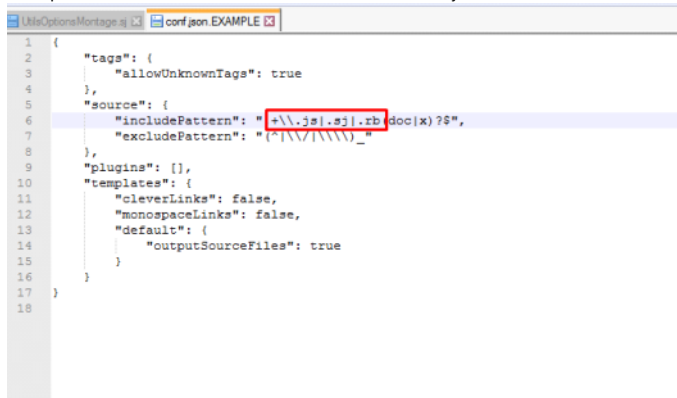 UtilsOptionsMontage.sj conf.json.EXAMPLE
1 {
2     "tags": {
3         "allowUnknownTags": true
4     },
5     "source": {
6         "includePattern": ".+\\.js|.sj|.rb(doc|x)?$",
7         "excludePattern": "(^|\\/|\\\\)_"
8     },
9     "plugins": [],
10     "templates": {
11         "cleverLinks": false,
12         "monospaceLinks": false,
13         "default": {
14             "outputSourceFiles": true
15         }
16     }
17 }
18